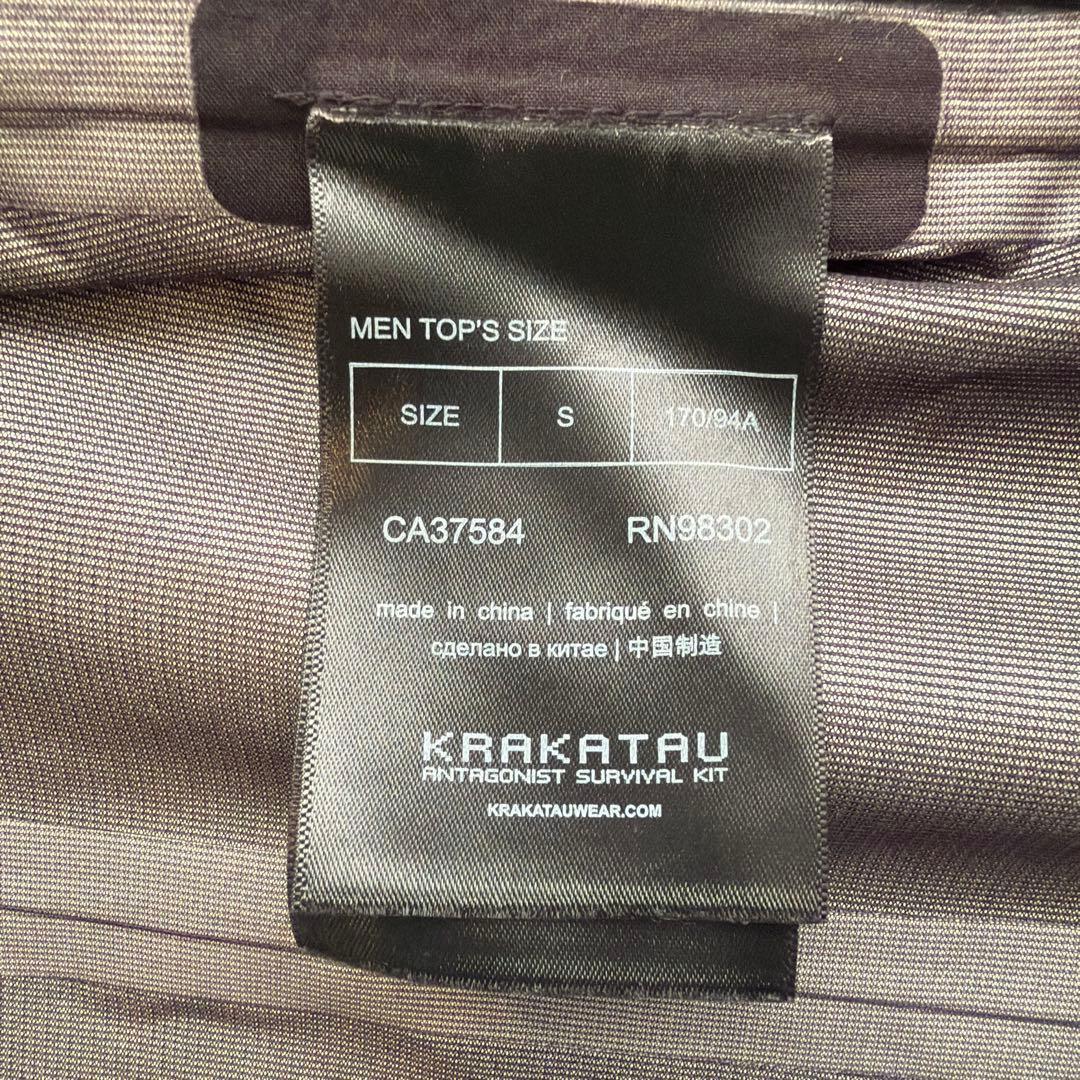 MEN TOP'S SIZE
SIZE S 170/94A
CA37584 RN98302
made in china | fabriqué en chine |
сделано в китае | 中国制造
KRAKATAU
ANTAGONIST SURVIVAL KIT
KRAKATAUWEAR.COM